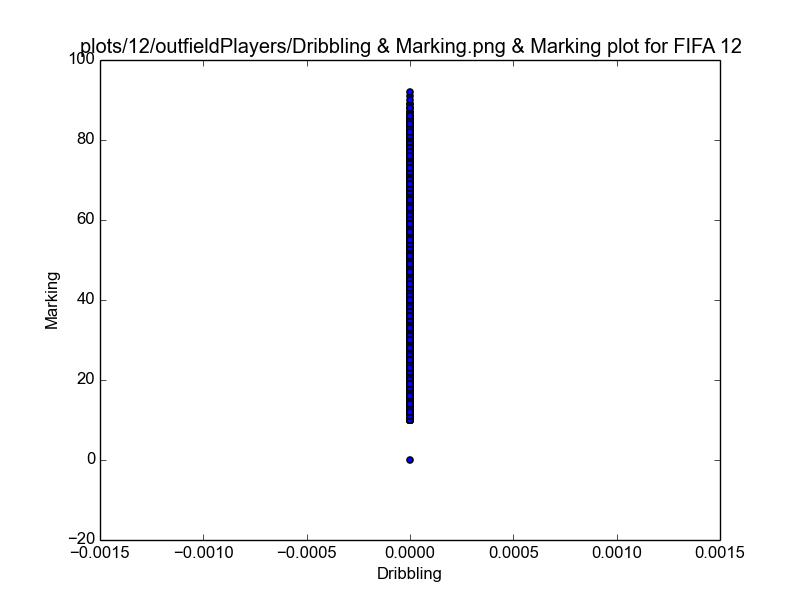 plots/12/outfieldPlayers/Dribbling & Marking.png & Marking plot for FIFA 12
100
80
60
40
20
0
−20
Marking
−0.0015 −0.0010 −0.0005 0.0000 0.0005 0.0010 0.0015
Dribbling